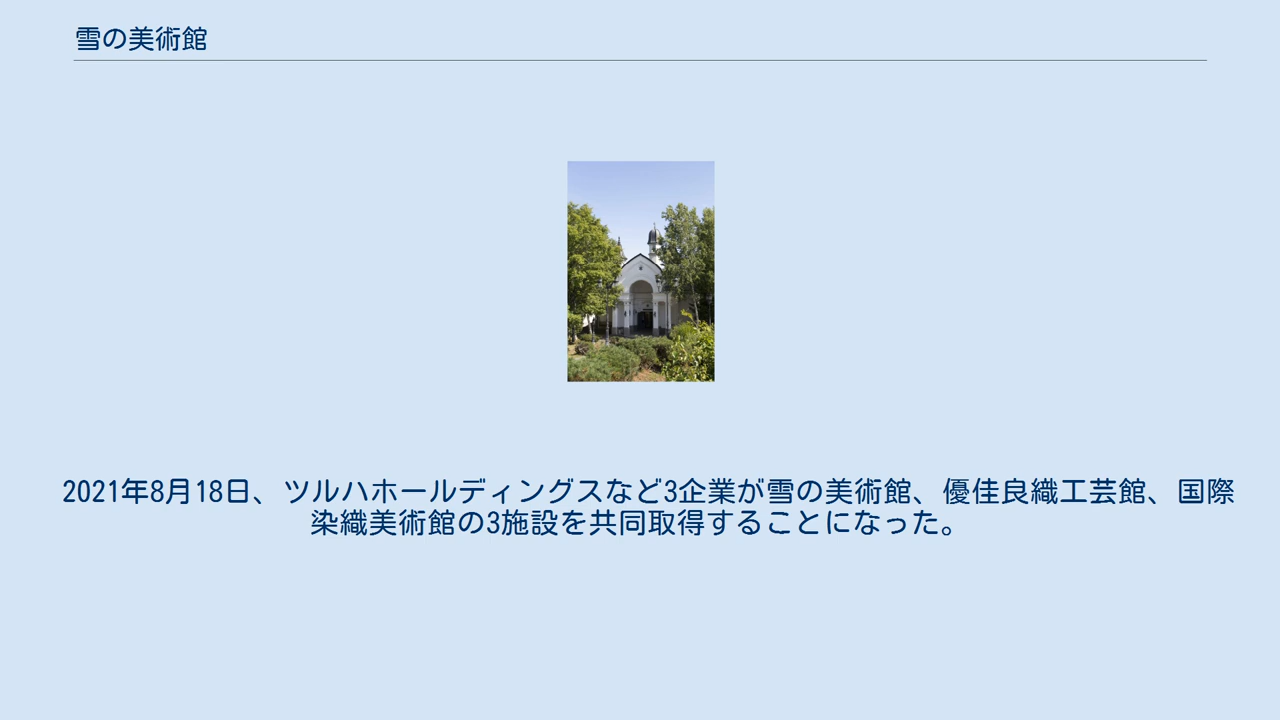 雪の美術館
2021年8月18日、ツルハホールディングスなど3企業が雪の美術館、優佳良織工芸館、国際
染織美術館の3施設を共同取得することになった。